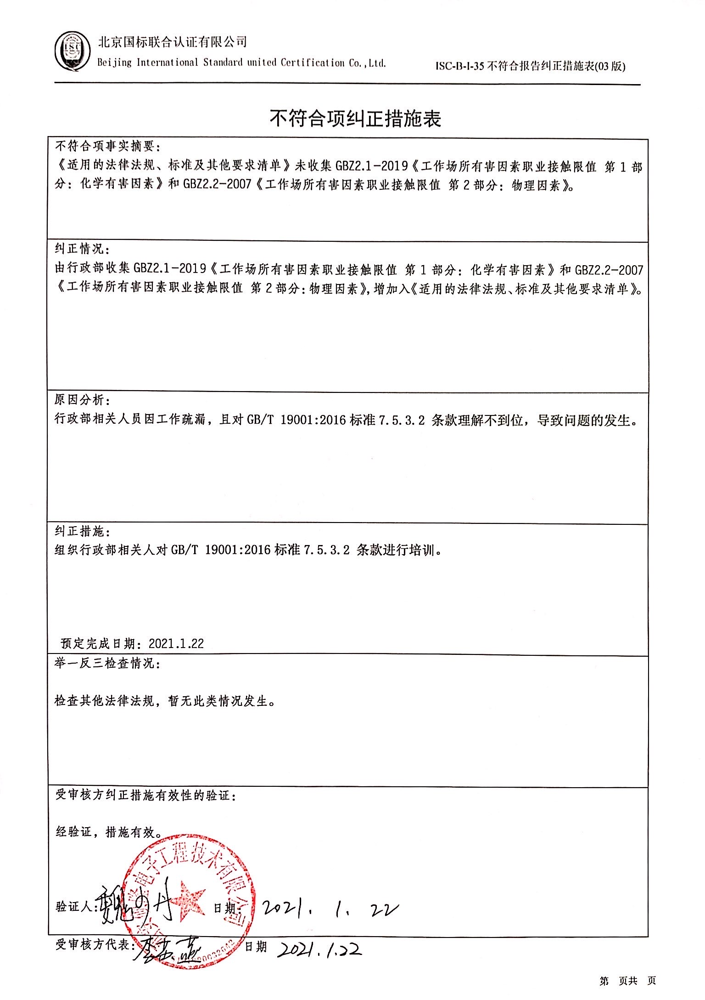 ISC
北京国标联合认证有限公司
Beijing International Standard united Certification Co.,Ltd.
ISC-B-I-35 不符合报告纠正措施表(03 版)
不符合项纠正措施表
不符合项事实摘要：
《适用的法律法规、标准及其他要求清单》未收集 GBZ2.1-2019《工作场所有害因素职业接触限值 第 1 部
分：化学有害因素》和 GBZ2.2-2007《工作场所有害因素职业接触限值 第 2 部分：物理因素》。
纠正情况：
由行政部收集 GBZ2.1-2019《工作场所有害因素职业接触限值 第 1 部分：化学有害因素》和 GBZ2.2-2007
《工作场所有害因素职业接触限值 第 2 部分：物理因素》，增加入《适用的法律法规、标准及其他要求清单》。
原因分析：
行政部相关人员因工作疏漏，且对 GB/T 19001:2016 标准 7.5.3.2 条款理解不到位，导致问题的发生。
纠正措施：
组织行政部相关人对 GB/T 19001:2016 标准 7.5.3.2 条款进行培训。
预定完成日期：2021.1.22
举一反三检查情况：
检查其他法律法规，暂无此类情况发生。
受审核方纠正措施有效性的验证：
经验证，措施有效。
电子工程技术有限公司
验证人：魏少丹 日期：2021.1.22
受审核方代表： 日期 2021.1.22
第 页共 页